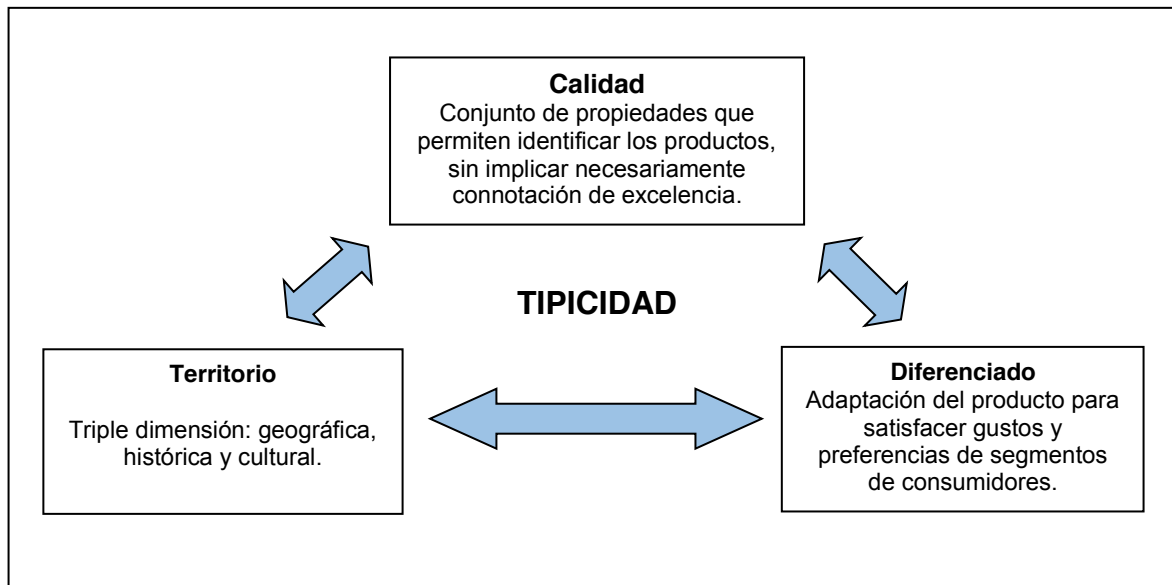 Calidad
Conjunto de propiedades que
permiten identificar los productos,
sin implicar necesariamente
connotación de excelencia.
TIPICIDAD
Territorio
Triple dimensión: geográfica,
histórica y cultural.
Diferenciado
Adaptación del producto para
satisfacer gustos y
preferencias de segmentos
de consumidores.